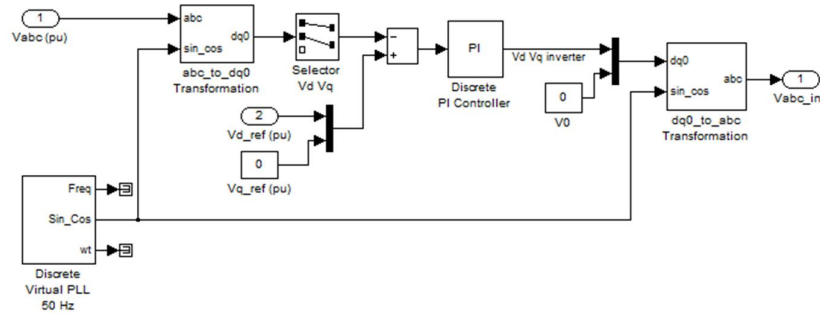 1
Vabc (pu)
abc
sin_cos
dq0
abc_to_dq0
Transformation
Selector
Vd Vq
−
+
PI
Discrete
PI Controller
Vd Vq inverter
0
V0
dq0
sin_cos
abc
dq0_to_abc
Transformation
1
Vabc_in
2
Vd_ref (pu)
0
Vq_ref (pu)
Freq
Sin_Cos
wt
Discrete
Virtual PLL
50 Hz